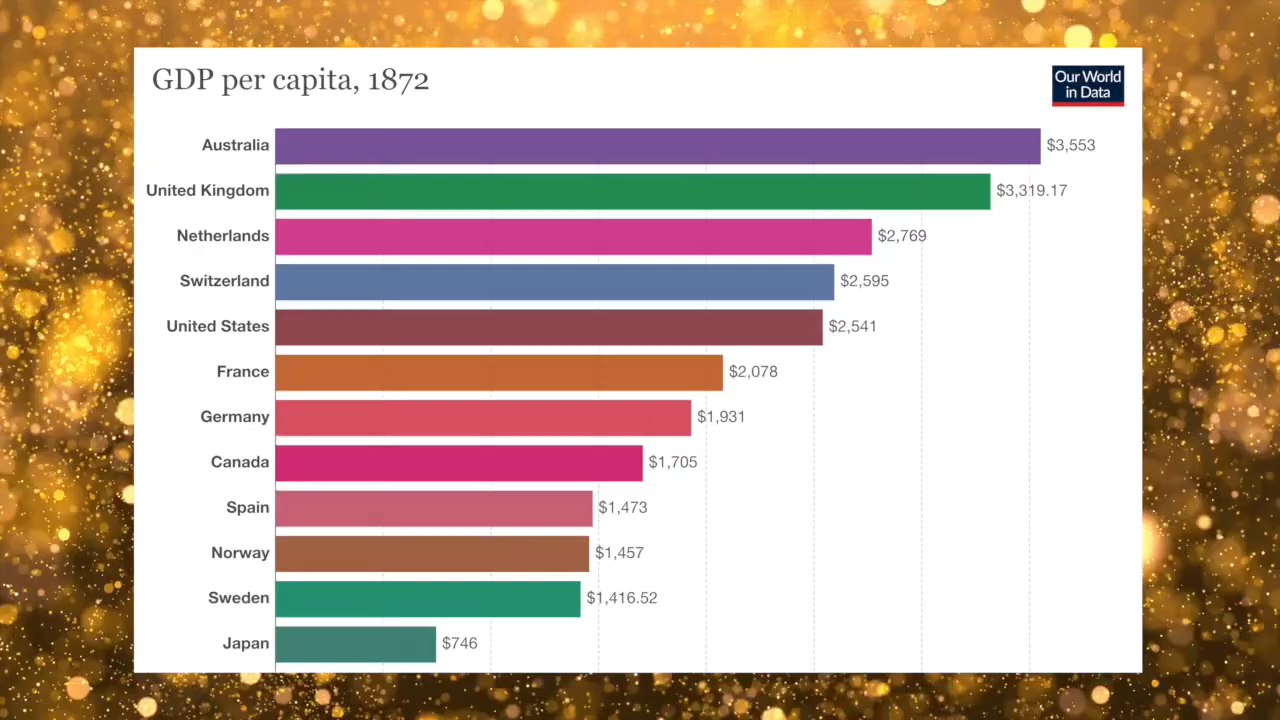 GDP per capita, 1872
Our World
in Data
Australia $3,553
United Kingdom $3,319.17
Netherlands $2,769
Switzerland $2,595
United States $2,541
France $2,078
Germany $1,931
Canada $1,705
Spain $1,473
Norway $1,457
Sweden $1,416.52
Japan $746